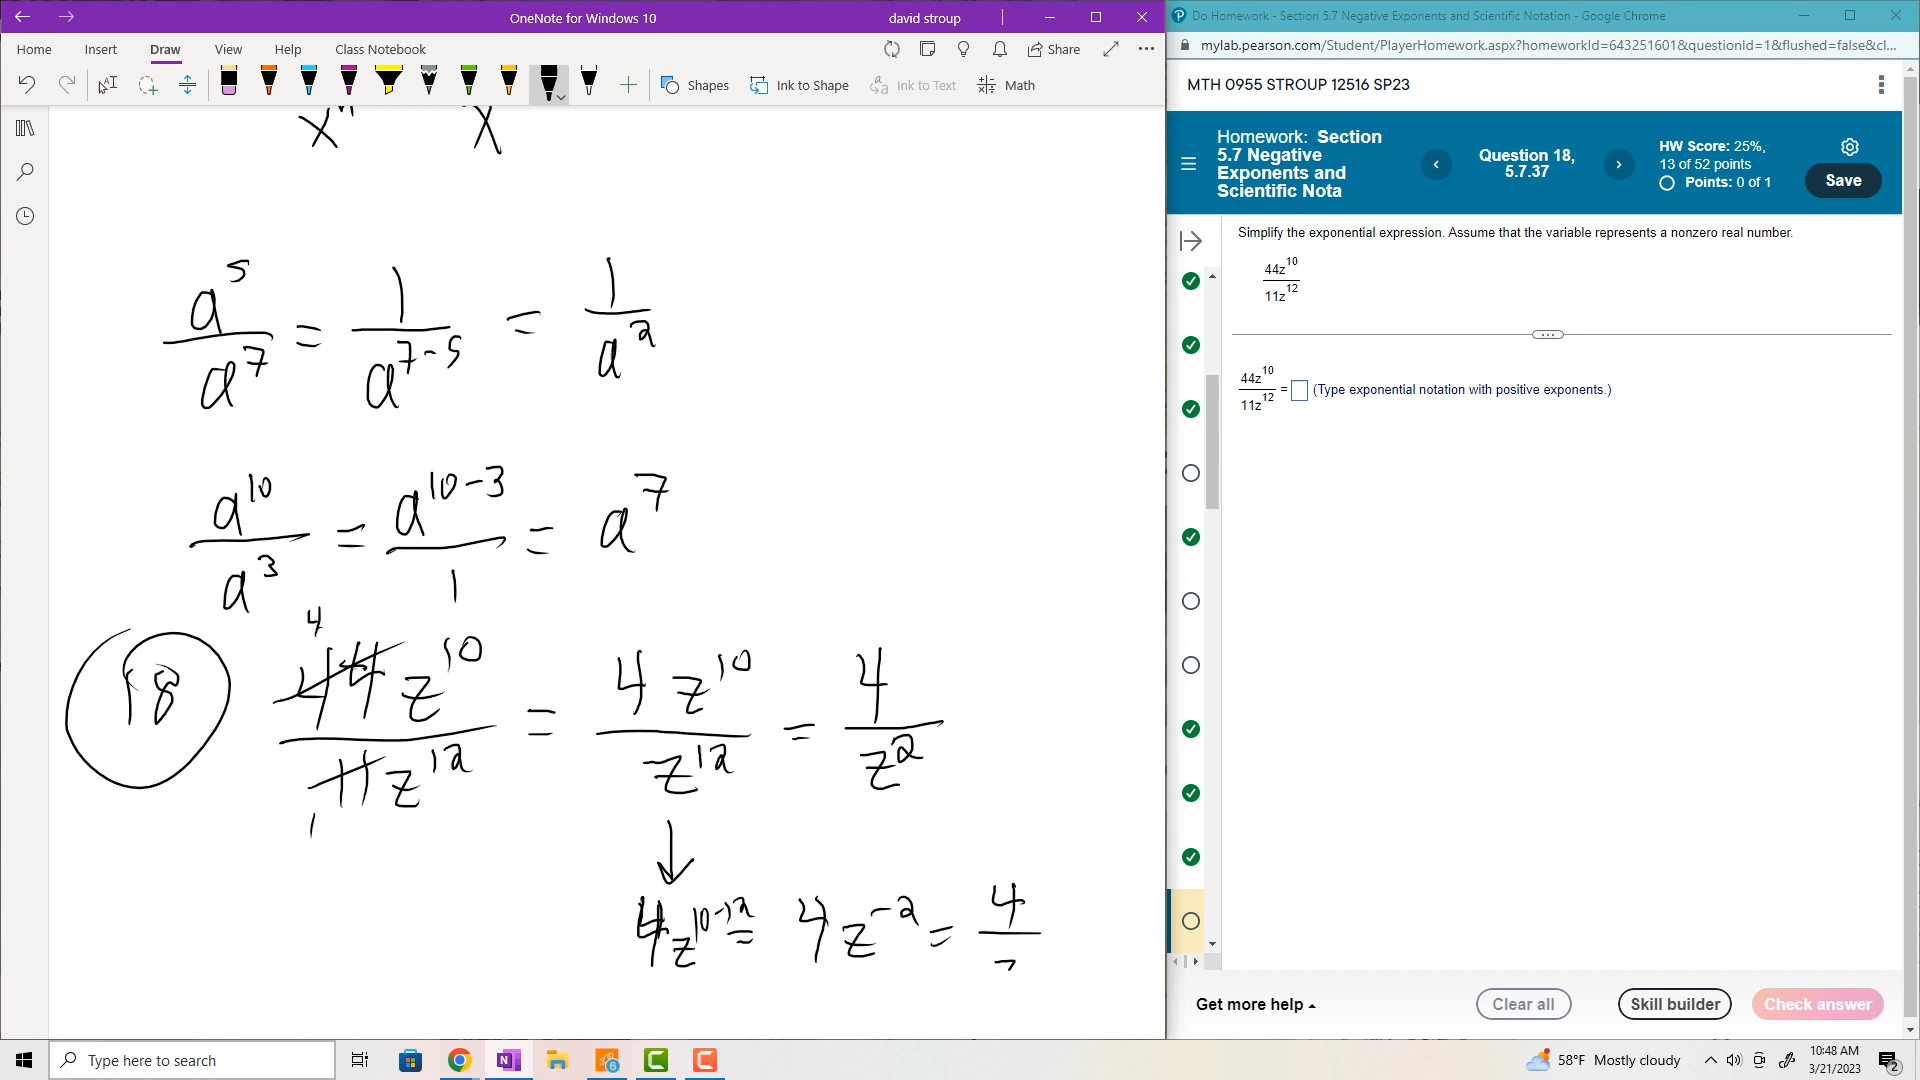 OneNote for Windows 10
david stroup
Home Insert Draw View Help Class Notebook Share
Shapes Ink to Shape Ink to Text Math
xⁿ x
a⁵/a⁷ = 1/a⁷⁻⁵ = 1/a²
a¹⁰/a³ = a¹⁰⁻³/1 = a⁷
4
18 44z¹⁰/11z¹² = 4z¹⁰/z¹² = 4/z²
1
4z¹⁰⁻¹² = 4z⁻² = 4/
Do Homework - Section 5.7 Negative Exponents and Scientific Notation - Google Chrome
mylab.pearson.com/Student/PlayerHomework.aspx?homeworkId=643251601&questionId=1&flushed=false&cl...
MTH 0955 STROUP 12516 SP23
Homework: Section
5.7 Negative
Exponents and
Scientific Nota
Question 18,
5.7.37
HW Score: 25%,
13 of 52 points
Points: 0 of 1
Save
Simplify the exponential expression. Assume that the variable represents a nonzero real number.
44z¹⁰/11z¹²
44z¹⁰/11z¹² = (Type exponential notation with positive exponents.)
Get more help
Clear all
Skill builder
Check answer
Type here to search
6
58°F Mostly cloudy
10:48 AM
3/21/2023
2